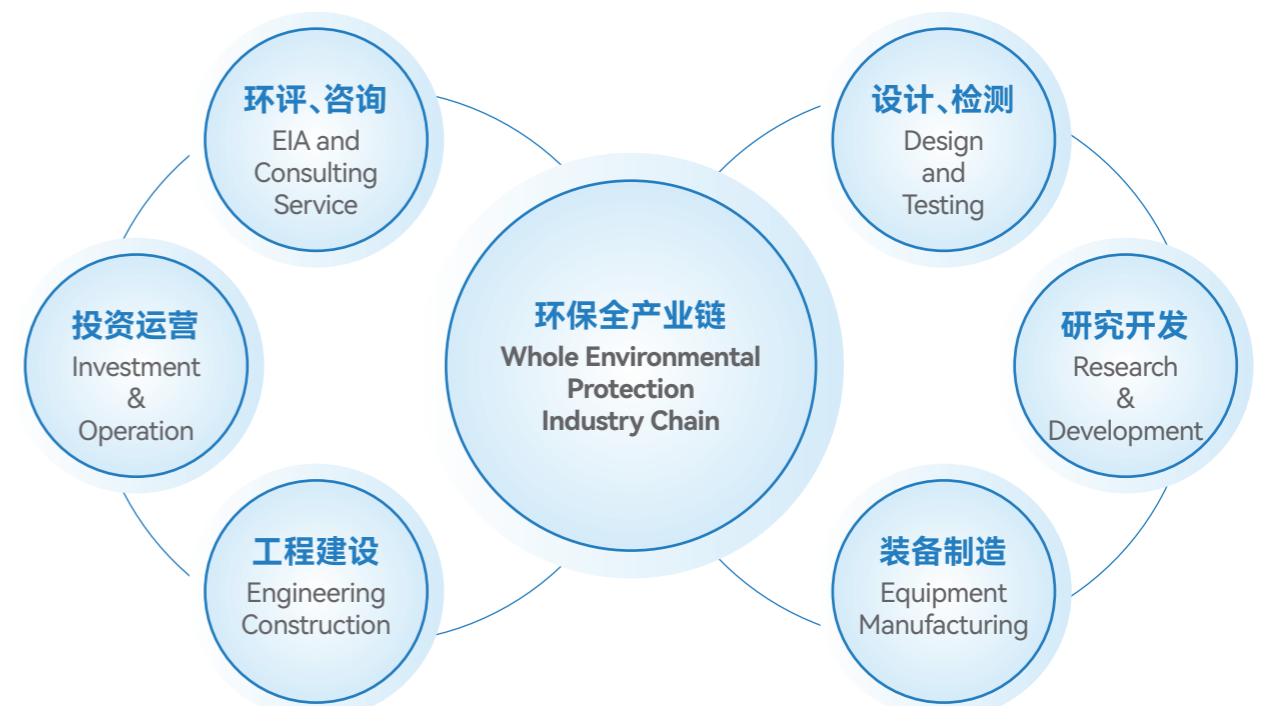 环评、咨询
EIA and
Consulting
Service
设计、检测
Design
and
Testing
投资运营
Investment
&
Operation
环保全产业链
Whole Environmental
Protection
Industry Chain
研究开发
Research
&
Development
工程建设
Engineering
Construction
装备制造
Equipment
Manufacturing